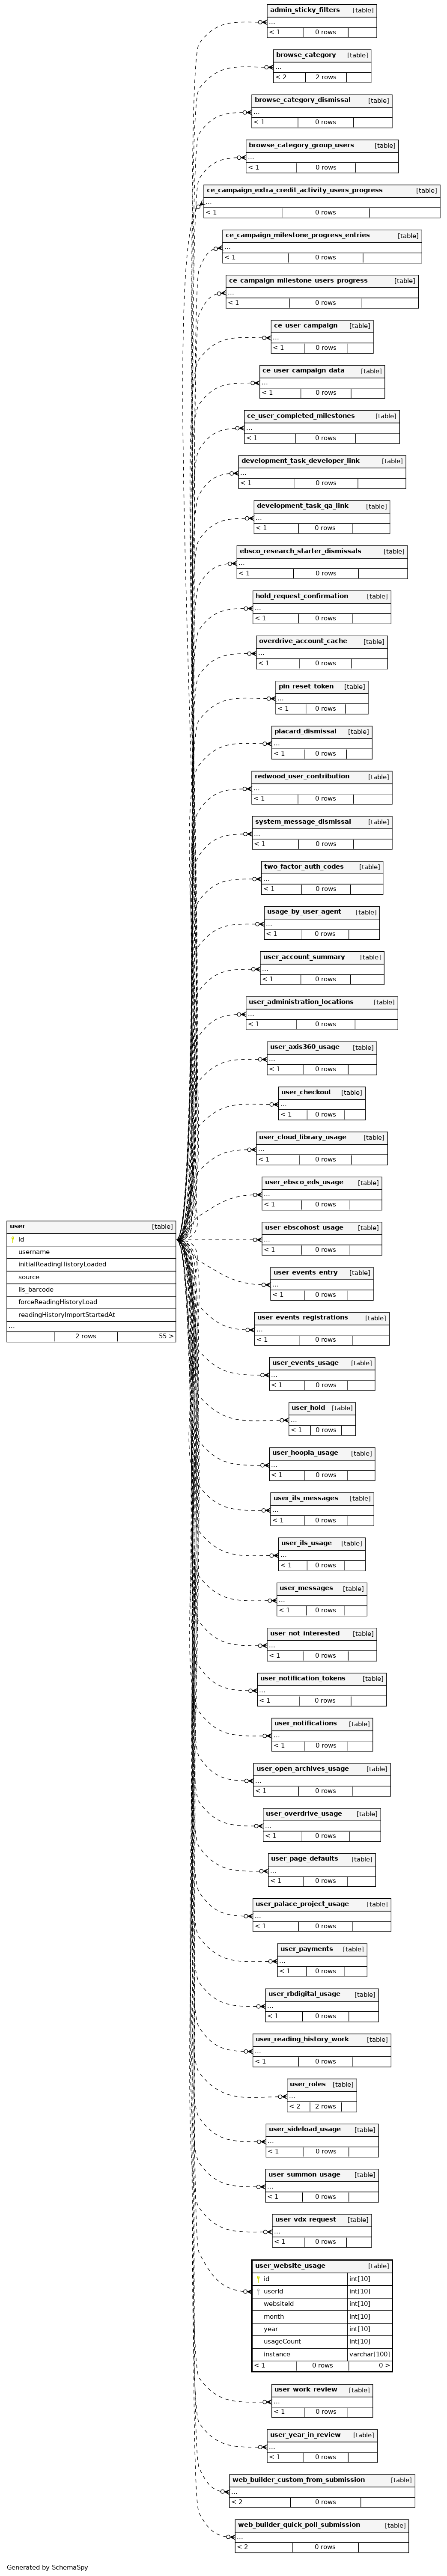 admin_sticky_filters [table]
...
< 1 0 rows
browse_category [table]
...
< 2 2 rows
browse_category_dismissal [table]
...
< 1 0 rows
browse_category_group_users [table]
...
< 1 0 rows
ce_campaign_extra_credit_activity_users_progress [table]
...
< 1 0 rows
ce_campaign_milestone_progress_entries [table]
...
< 1 0 rows
ce_campaign_milestone_users_progress [table]
...
< 1 0 rows
ce_user_campaign [table]
...
< 1 0 rows
ce_user_campaign_data [table]
...
< 1 0 rows
ce_user_completed_milestones [table]
...
< 1 0 rows
development_task_developer_link [table]
...
< 1 0 rows
development_task_qa_link [table]
...
< 1 0 rows
ebsco_research_starter_dismissals [table]
...
< 1 0 rows
hold_request_confirmation [table]
...
< 1 0 rows
overdrive_account_cache [table]
...
< 1 0 rows
pin_reset_token [table]
...
< 1 0 rows
placard_dismissal [table]
...
< 1 0 rows
redwood_user_contribution [table]
...
< 1 0 rows
system_message_dismissal [table]
...
< 1 0 rows
two_factor_auth_codes [table]
...
< 1 0 rows
usage_by_user_agent [table]
...
< 1 0 rows
user_account_summary [table]
...
< 1 0 rows
user_administration_locations [table]
...
< 1 0 rows
user_axis360_usage [table]
...
< 1 0 rows
user_checkout [table]
...
< 1 0 rows
user_cloud_library_usage [table]
...
< 1 0 rows
user_ebsco_eds_usage [table]
...
< 1 0 rows
user [table]
id
username
initialReadingHistoryLoaded
source
ils_barcode
forceReadingHistoryLoad
readingHistoryImportStartedAt
...
2 rows 55 >
user_ebscohost_usage [table]
...
< 1 0 rows
user_events_entry [table]
...
< 1 0 rows
user_events_registrations [table]
...
< 1 0 rows
user_events_usage [table]
...
< 1 0 rows
user_hold [table]
...
< 1 0 rows
user_hoopla_usage [table]
...
< 1 0 rows
user_ils_messages [table]
...
< 1 0 rows
user_ils_usage [table]
...
< 1 0 rows
user_messages [table]
...
< 1 0 rows
user_not_interested [table]
...
< 1 0 rows
user_notification_tokens [table]
...
< 1 0 rows
user_notifications [table]
...
< 1 0 rows
user_open_archives_usage [table]
...
< 1 0 rows
user_overdrive_usage [table]
...
< 1 0 rows
user_page_defaults [table]
...
< 1 0 rows
user_palace_project_usage [table]
...
< 1 0 rows
user_payments [table]
...
< 1 0 rows
user_rbdigital_usage [table]
...
< 1 0 rows
user_reading_history_work [table]
...
< 1 0 rows
user_roles [table]
...
< 2 2 rows
user_sideload_usage [table]
...
< 1 0 rows
user_summon_usage [table]
...
< 1 0 rows
user_vdx_request [table]
...
< 1 0 rows
user_website_usage [table]
id int[10]
userId int[10]
websiteId int[10]
month int[10]
year int[10]
usageCount int[10]
instance varchar[100]
< 1 0 rows 0 >
user_work_review [table]
...
< 1 0 rows
user_year_in_review [table]
...
< 1 0 rows
web_builder_custom_from_submission [table]
...
< 2 0 rows
web_builder_quick_poll_submission [table]
...
< 2 0 rows
Generated by SchemaSpy